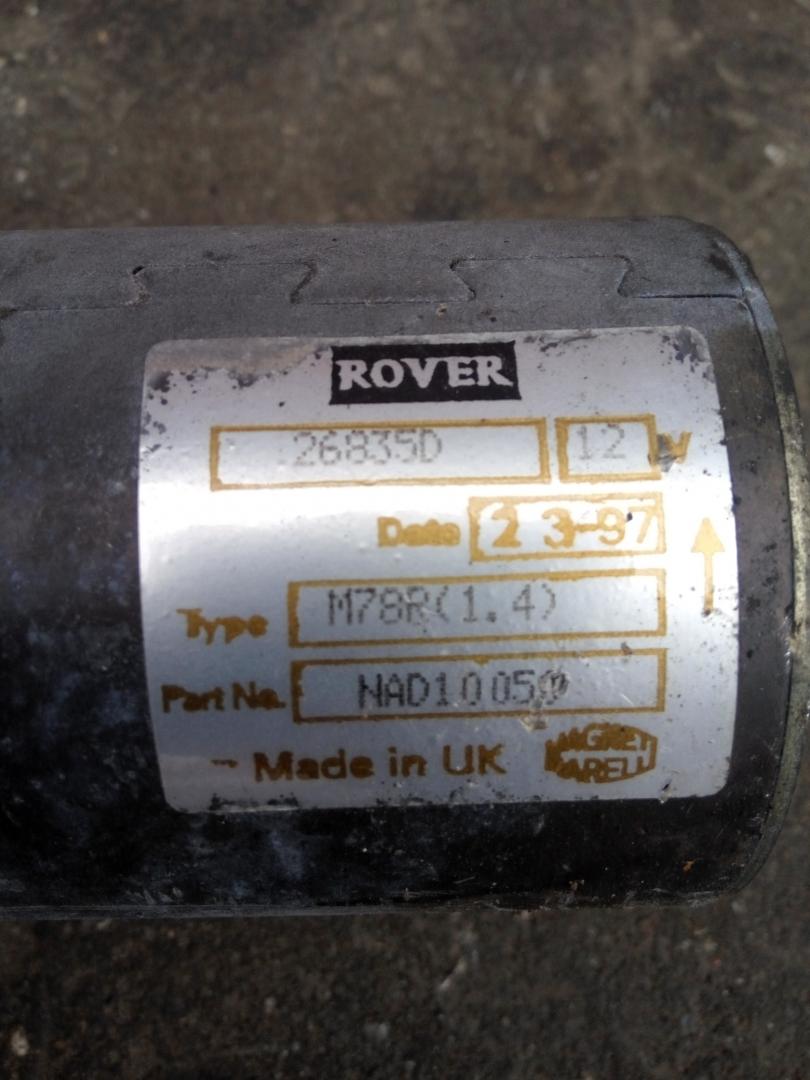 ROVER
26835D 12 V
Date 2 3-97
Type M78R(1.4)
Part No. NAD10050
Made in UK MAGNETI MARELLI